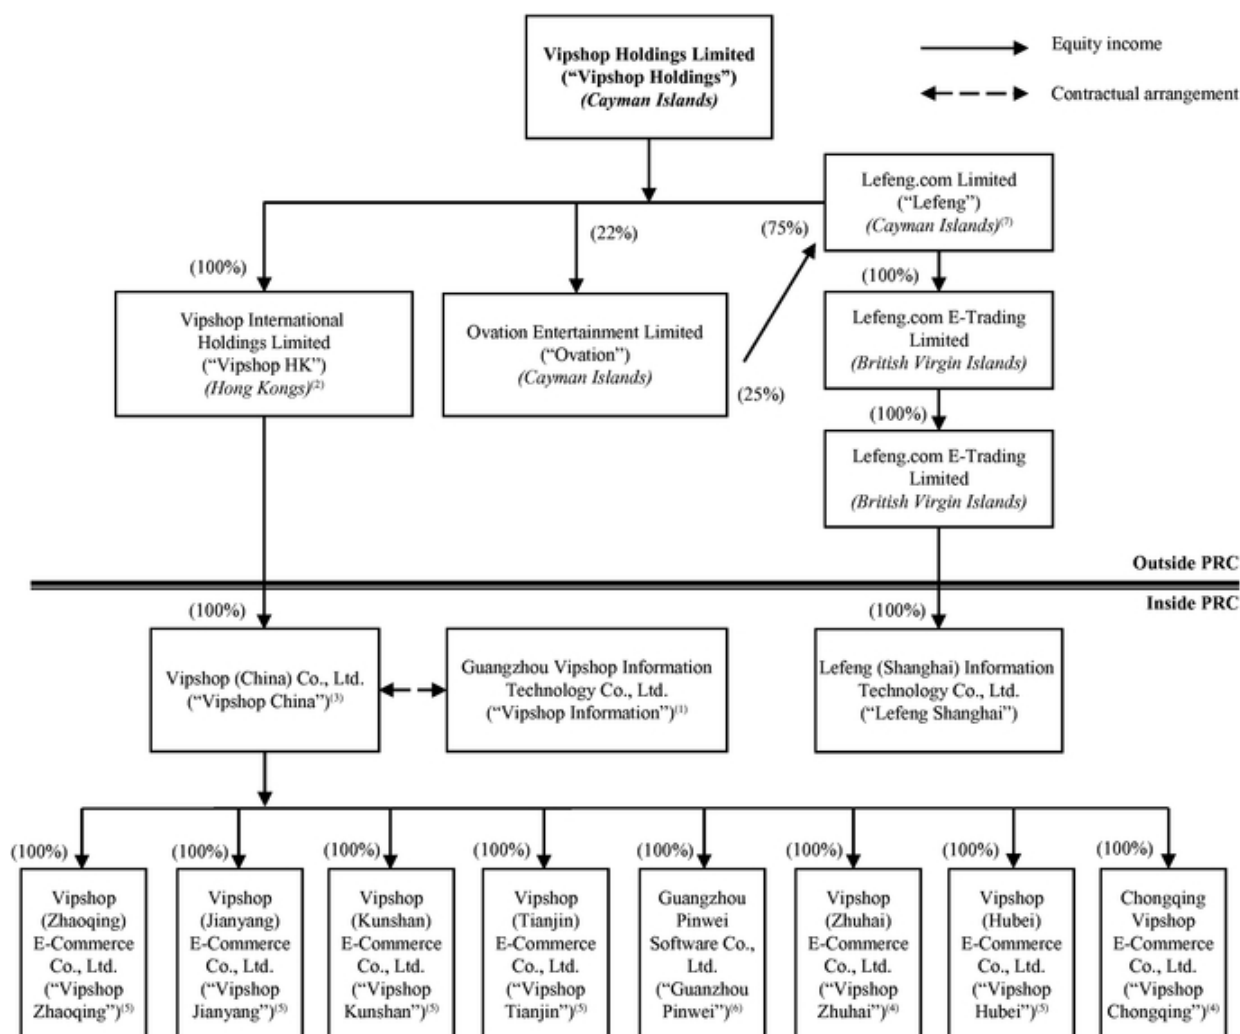 Vipshop Holdings Limited
(“Vipshop Holdings”)
(Cayman Islands)
Equity income
Contractual arrangement
Lefeng.com Limited
(“Lefeng”)
(Cayman Islands)(7)
(100%)
(22%)
(75%)
(100%)
Vipshop International
Holdings Limited
(“Vipshop HK”)
(Hong Kongs)(2)
Ovation Entertainment Limited
(“Ovation”)
(Cayman Islands)
(25%)
Lefeng.com E-Trading
Limited
(British Virgin Islands)
(100%)
Lefeng.com E-Trading
Limited
(British Virgin Islands)
Outside PRC
Inside PRC
(100%)
(100%)
Vipshop (China) Co., Ltd.
(“Vipshop China”)(3)
Guangzhou Vipshop Information
Technology Co., Ltd.
(“Vipshop Information”)(1)
Lefeng (Shanghai) Information
Technology Co., Ltd.
(“Lefeng Shanghai”)
(100%)
(100%)
(100%)
(100%)
(100%)
(100%)
(100%)
(100%)
Vipshop
(Zhaoqing)
E-Commerce
Co., Ltd.
(“Vipshop
Zhaoqing”)(5)
Vipshop
(Jianyang)
E-Commerce
Co., Ltd.
(“Vipshop
Jianyang”)(5)
Vipshop
(Kunshan)
E-Commerce
Co., Ltd.
(“Vipshop
Kunshan”)(5)
Vipshop
(Tianjin)
E-Commerce
Co., Ltd.
(“Vipshop
Tianjin”)(5)
Guangzhou
Pinwei
Software Co.,
Ltd.
(“Guanzhou
Pinwei”)(6)
Vipshop
(Zhuhai)
E-Commerce
Co., Ltd.
(“Vipshop
Zhuhai”)(4)
Vipshop
(Hubei)
E-Commerce
Co., Ltd.
(“Vipshop
Hubei”)(5)
Chongqing
Vipshop
E-Commerce
Co., Ltd.
(“Vipshop
Chongqing”)(4)